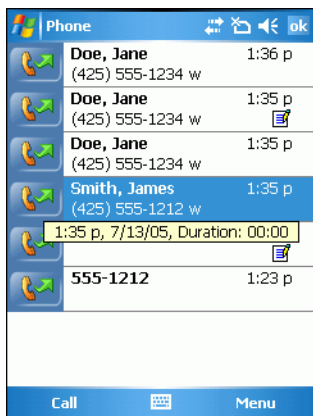 Phone ok
Doe, Jane 1:36 p
(425) 555-1234 w
Doe, Jane 1:35 p
(425) 555-1234 w
Doe, Jane 1:35 p
(425) 555-1234 w
Smith, James 1:35 p
(425) 555-1212 w
1:35 p, 7/13/05, Duration: 00:00
555-1212 1:23 p
Call Menu